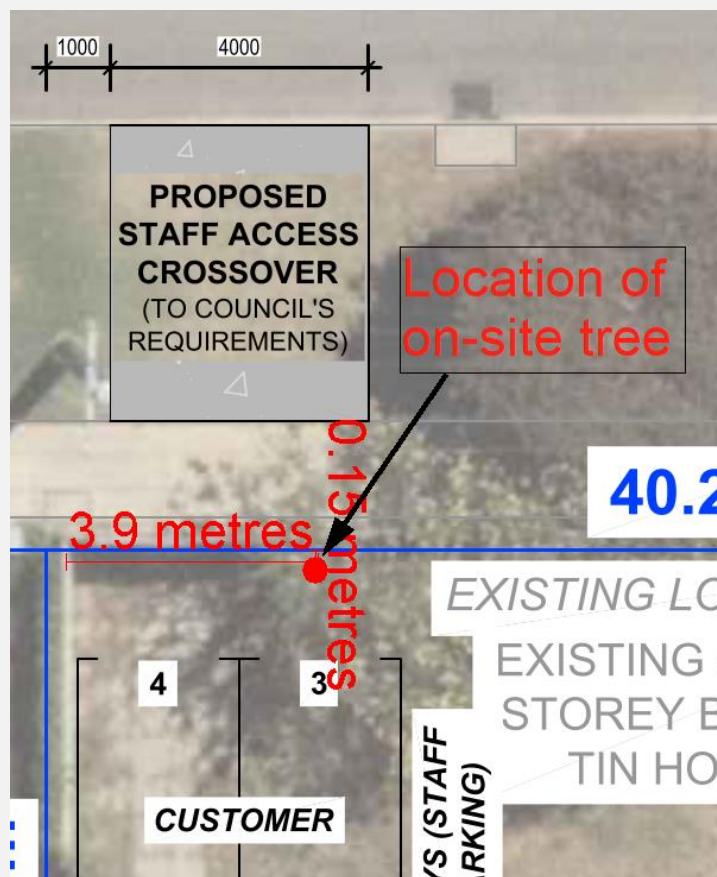 1000
4000
PROPOSED
STAFF ACCESS
CROSSOVER
(TO COUNCIL'S
REQUIREMENTS)
Location of
on-site tree
0.15 metres
40.2
3.9 metres
EXISTING LO
EXISTING
STOREY B
TIN HO
4
3
CUSTOMER
YS (STAFF
ARKING)